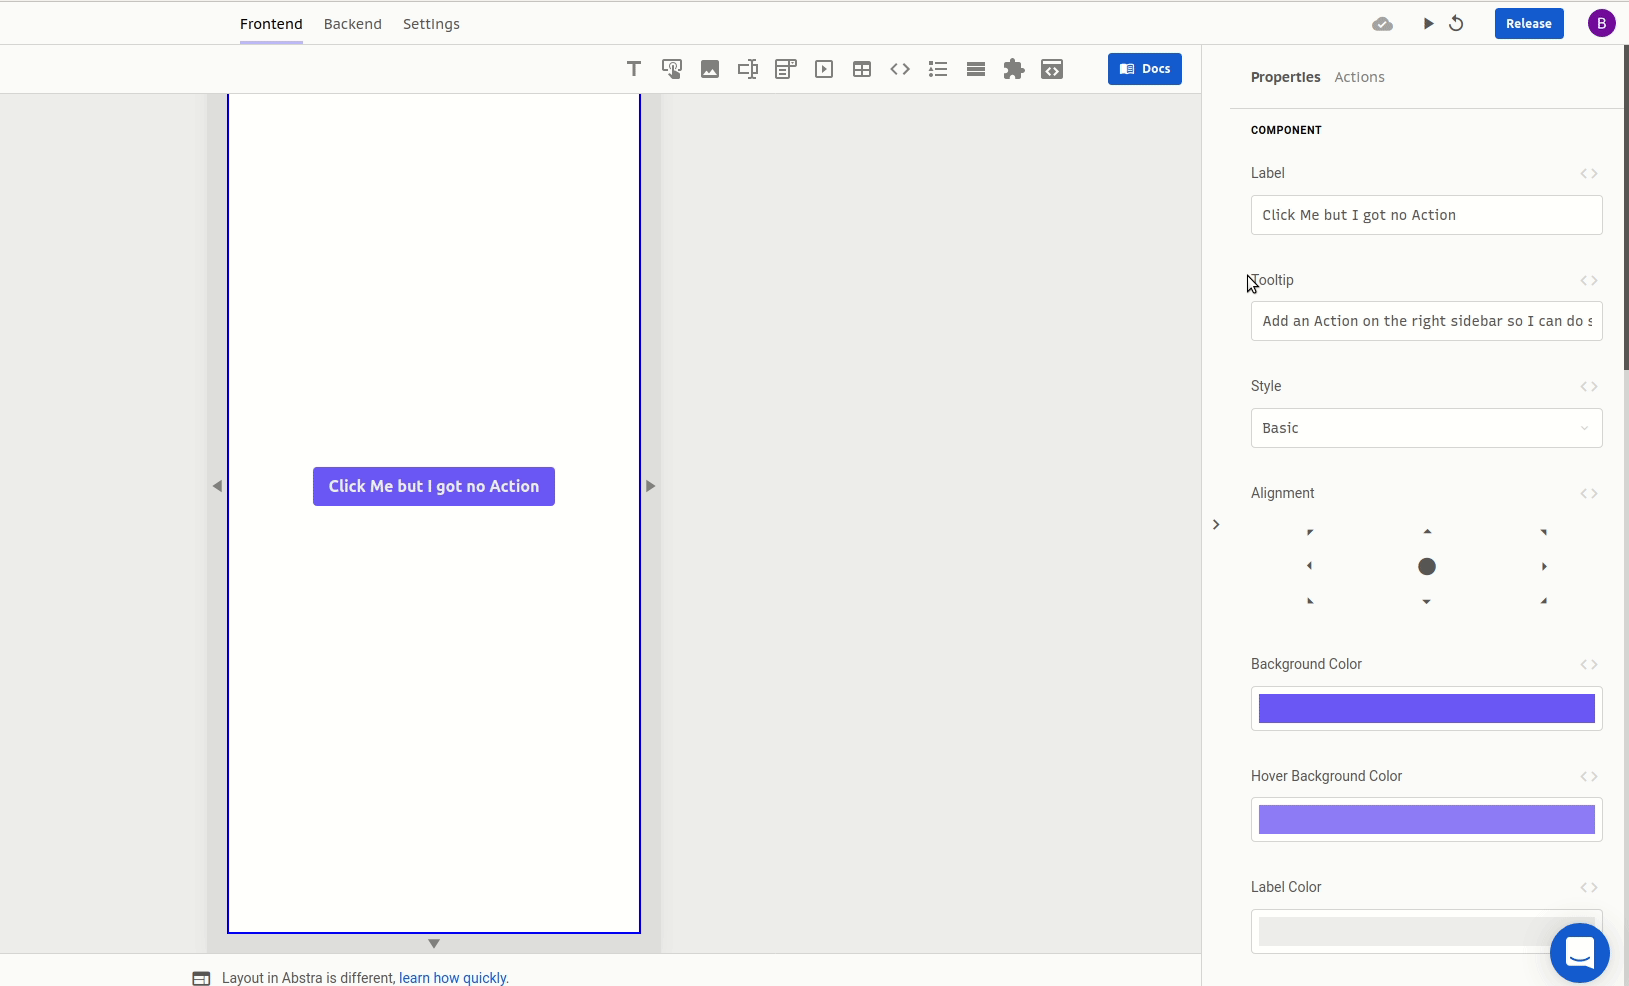 Frontend Backend Settings
Release
B
T
Docs
Properties Actions
COMPONENT
Label
Click Me but I got no Action
Tooltip
Add an Action on the right sidebar so I can do s
Style
Basic
Alignment
Click Me but I got no Action
Background Color
Hover Background Color
Label Color
Layout in Abstra is different, learn how quickly.